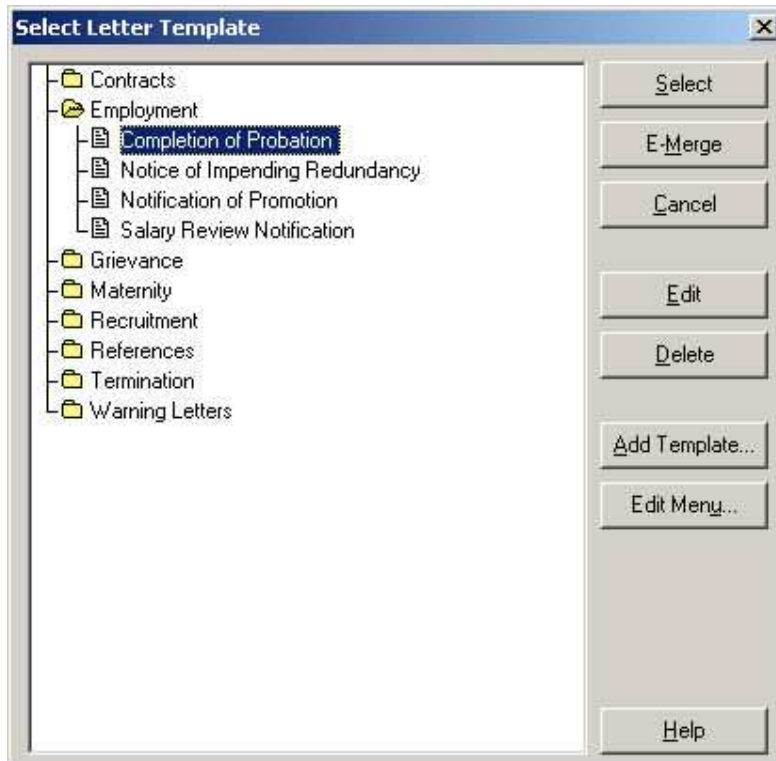 Select Letter Template
Contracts
Employment
Completion of Probation
Notice of Impending Redundancy
Notification of Promotion
Salary Review Notification
Grievance
Maternity
Recruitment
References
Termination
Warning Letters
Select
E-Merge
Cancel
Edit
Delete
Add Template...
Edit Menu...
Help